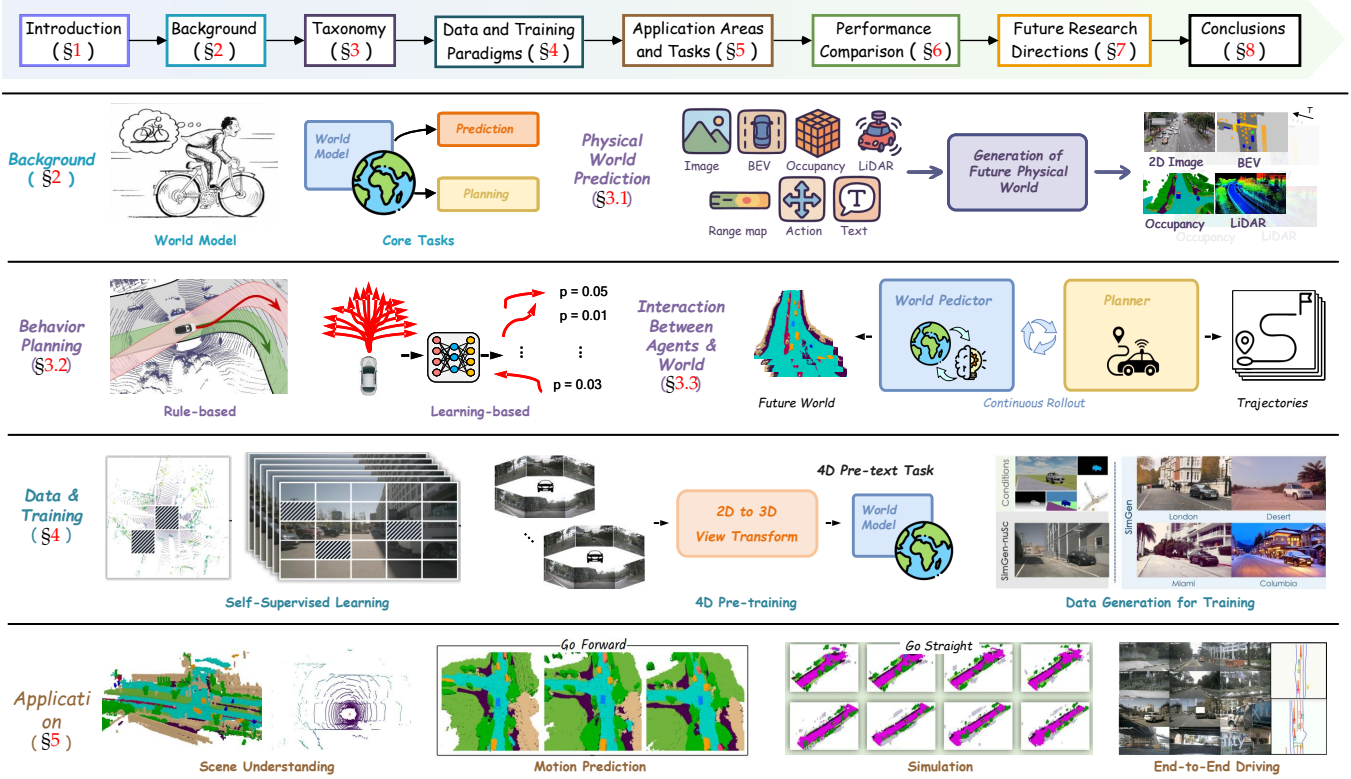 Introduction
( §1 )
Background
( §2 )
Taxonomy
( §3 )
Data and Training
Paradigms ( §4 )
Application Areas
and Tasks ( §5 )
Performance
Comparison ( §6 )
Future Research
Directions ( §7 )
Conclusions
( §8 )
Background
( §2 )
World Model
World
Model
Prediction
Planning
Core Tasks
Physical
World
Prediction
(§3.1)
Image
BEV
Occupancy
LiDAR
Range map
Action
Text
T
Generation of
Future Physical
World
T
2D Image
BEV
Occupancy
LiDAR
Occupancy
LiDAR
Behavior
Planning
(§3.2)
Rule-based
p = 0.05
p = 0.01
p = 0.03
Learning-based
Interaction
Between
Agents &
World
(§3.3)
Future World
World Pedictor
Planner
Continuous Rollout
Trajectories
Data &
Training
( §4 )
Self-Supervised Learning
2D to 3D
View Transform
4D Pre-text Task
World
Model
4D Pre-training
Conditions
SimGen-nuSc
SimGen
London
Desert
Miami
Columbia
Data Generation for Training
Applicati
on
( §5 )
Scene Understanding
Go Forward
Motion Prediction
Go Straight
Simulation
End-to-End Driving